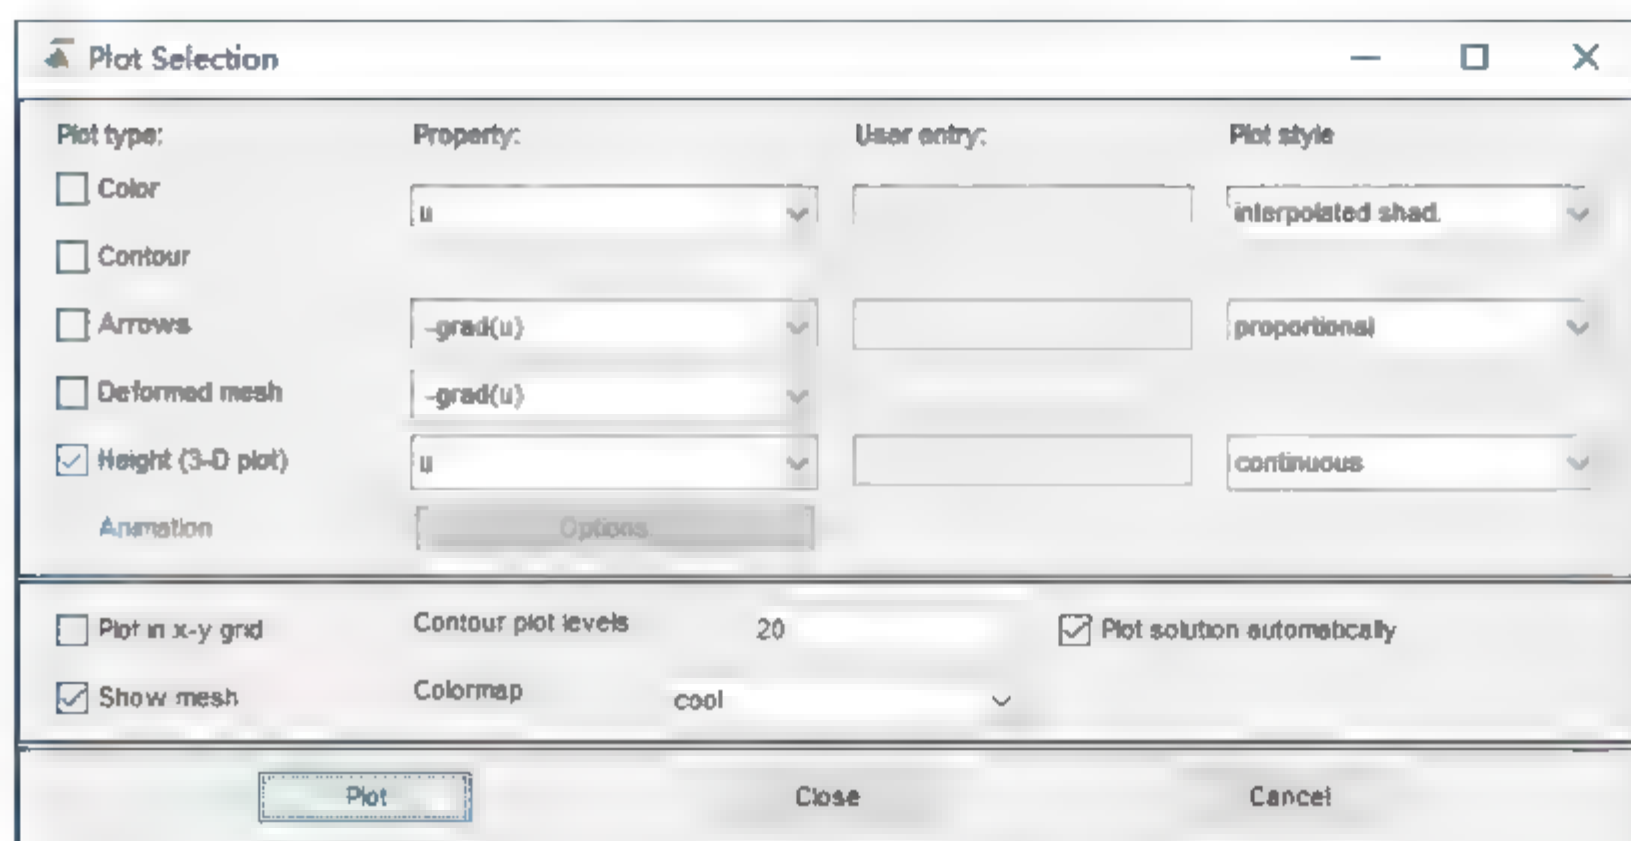 Plot Selection
Plot type: Property: User entry: Plot style
Color u interpolated shad.
Contour
Arrows -grad(u) proportional
Deformed mesh -grad(u)
Height (3-D plot) u continuous
Animation Options
Plot in x-y grid Contour plot levels 20 Plot solution automatically
Show mesh Colormap cool
Plot Close Cancel